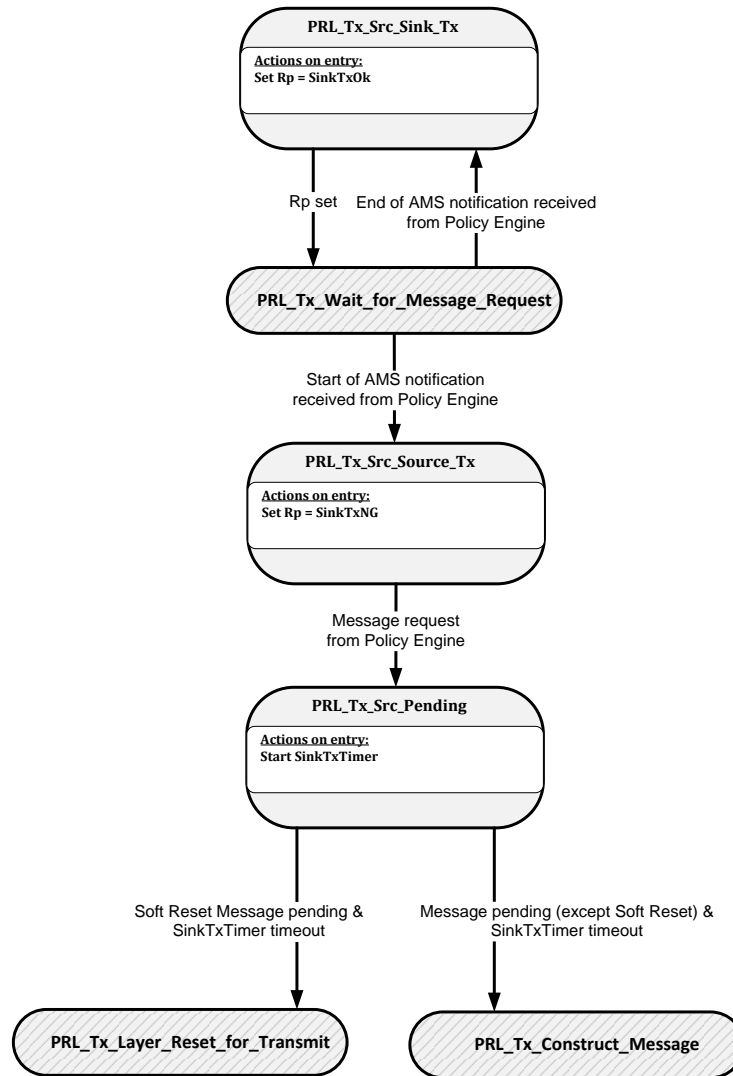 PRL_Tx_Src_Sink_Tx
Actions on entry:
Set Rp = SinkTxOk
Rp set
End of AMS notification received
from Policy Engine
PRL_Tx_Wait_for_Message_Request
Start of AMS notification
received from Policy Engine
PRL_Tx_Src_Source_Tx
Actions on entry:
Set Rp = SinkTxNG
Message request
from Policy Engine
PRL_Tx_Src_Pending
Actions on entry:
Start SinkTxTimer
Soft Reset Message pending &
SinkTxTimer timeout
Message pending (except Soft Reset) &
SinkTxTimer timeout
PRL_Tx_Layer_Reset_for_Transmit
PRL_Tx_Construct_Message